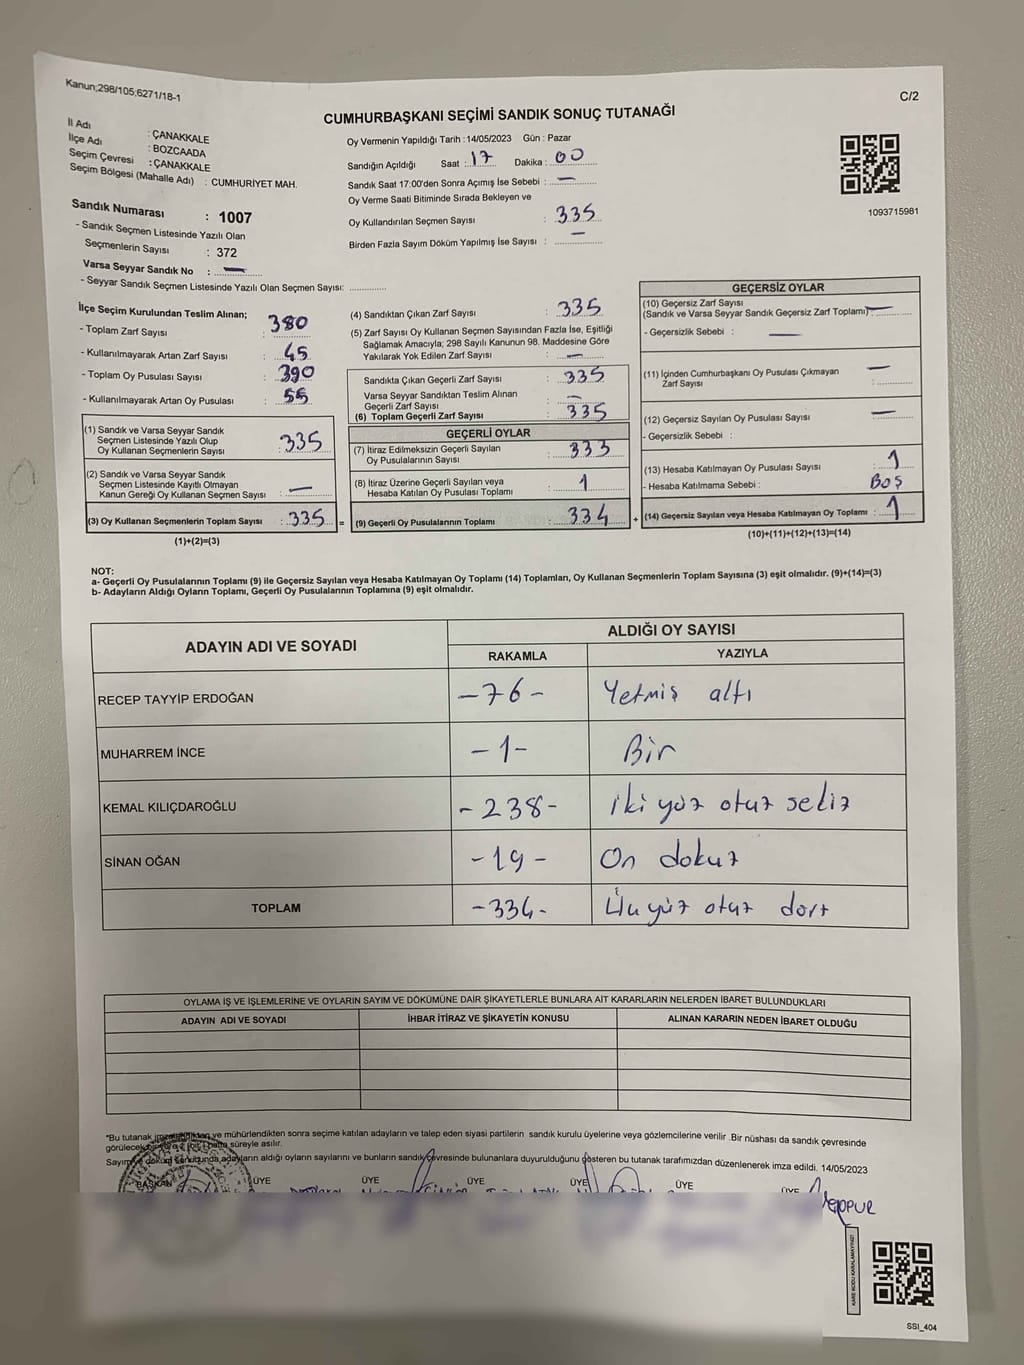 Kanun;298/105;6271/18-1
C/2
CUMHURBAŞKANI SEÇİMİ SANDIK SONUÇ TUTANAĞI
İl Adı : ÇANAKKALE
İlçe Adı : BOZCAADA
Seçim Çevresi : ÇANAKKALE
Seçim Bölgesi (Mahalle Adı) : CUMHURİYET MAH.
Sandık Numarası : 1007
- Sandık Seçmen Listesinde Yazılı Olan
Seçmenlerin Sayısı : 372
Varsa Seyyar Sandık No : —
- Seyyar Sandık Seçmen Listesinde Yazılı Olan Seçmen Sayısı:
Oy Vermenin Yapıldığı Tarih : 14/05/2023 Gün : Pazar
Sandığın Açıldığı Saat : 17 Dakika : 00
Sandık Saat 17:00'den Sonra Açımış İse Sebebi : —
Oy Verme Saati Bitiminde Sırada Bekleyen ve
Oy Kullandırılan Seçmen Sayısı : 335
Birden Fazla Sayım Döküm Yapılmış İse Sayısı : —
1093715981
İlçe Seçim Kurulundan Teslim Alınan;
- Toplam Zarf Sayısı : 380
- Kullanılmayarak Artan Zarf Sayısı : 45
- Toplam Oy Pusulası Sayısı : 390
- Kullanılmayarak Artan Oy Pusulası : 55
(1) Sandık ve Varsa Seyyar Sandık
Seçmen Listesinde Yazılı Olup
Oy Kullanan Seçmenlerin Sayısı : 335
(2) Sandık ve Varsa Seyyar Sandık
Seçmen Listesinde Kayıtlı Olmayan
Kanun Gereği Oy Kullanan Seçmen Sayısı : —
(3) Oy Kullanan Seçmenlerin Toplam Sayısı : 335 =
(1)+(2)=(3)
(4) Sandıktan Çıkan Zarf Sayısı : 335
(5) Zarf Sayısı Oy Kullanan Seçmen Sayısından Fazla İse, Eşitliği
Sağlamak Amacıyla; 298 Sayılı Kanunun 98. Maddesine Göre
Yakılarak Yok Edilen Zarf Sayısı : —
Sandıkta Çıkan Geçerli Zarf Sayısı : 335
Varsa Seyyar Sandıktan Teslim Alınan
Geçerli Zarf Sayısı : —
(6) Toplam Geçerli Zarf Sayısı : 335
GEÇERLİ OYLAR
(7) İtiraz Edilmeksizin Geçerli Sayılan
Oy Pusulalarının Sayısı : 333
(8) İtiraz Üzerine Geçerli Sayılan veya
Hesaba Katılan Oy Pusulası Toplamı : 1
(9) Geçerli Oy Pusulalarının Toplamı : 334 +
GEÇERSİZ OYLAR
(10) Geçersiz Zarf Sayısı
(Sandık ve Varsa Seyyar Sandık Geçersiz Zarf Toplamı) —
- Geçersizlik Sebebi : —
(11) İçinden Cumhurbaşkanı Oy Pusulası Çıkmayan
Zarf Sayısı : —
(12) Geçersiz Sayılan Oy Pusulası Sayısı —
- Geçersizlik Sebebi :
(13) Hesaba Katılmayan Oy Pusulası Sayısı : 1
- Hesaba Katılmama Sebebi : Boş
(14) Geçersiz Sayılan veya Hesaba Katılmayan Oy Toplamı : 1
(10)+(11)+(12)+(13)=(14)
NOT:
a- Geçerli Oy Pusulalarının Toplamı (9) ile Geçersiz Sayılan veya Hesaba Katılmayan Oy Toplamı (14) Toplamları, Oy Kullanan Seçmenlerin Toplam Sayısına (3) eşit olmalıdır. (9)+(14)=(3)
b- Adayların Aldığı Oyların Toplamı, Geçerli Oy Pusulalarının Toplamına (9) eşit olmalıdır.
ADAYIN ADI VE SOYADI ALDIĞI OY SAYISI
RAKAMLA YAZIYLA
RECEP TAYYİP ERDOĞAN -76- Yetmiş altı
MUHARREM İNCE -1- Bir
KEMAL KILIÇDAROĞLU -238- iki yüz otuz sekiz
SİNAN OĞAN -19- On dokuz
TOPLAM -334- Üç yüz otuz dört
OYLAMA İŞ VE İŞLEMLERİNE VE OYLARIN SAYIM VE DÖKÜMÜNE DAİR ŞİKAYETLERLE BUNLARA AİT KARARLARIN NELERDEN İBARET BULUNDUKLARI
ADAYIN ADI VE SOYADI İHBAR İTİRAZ VE ŞİKAYETİN KONUSU ALINAN KARARIN NEDEN İBARET OLDUĞU
*Bu tutanak ve mühürlendikten sonra seçime katılan adayların ve talep eden siyasi partilerin sandık kurulu üyelerine veya gözlemcilerine verilir .Bir nüshası da sandık çevresinde
görülecek süreyle asılır.
Sayım ve döküm sonucunda adayların aldığı oyların sayılarını ve bunların sandık çevresinde bulunanlara duyurulduğunu gösteren bu tutanak tarafımızdan düzenlenerek imza edildi. 14/05/2023
BAŞKAN ÜYE ÜYE ÜYE ÜYE ÜYE ÜYE
SSI_404